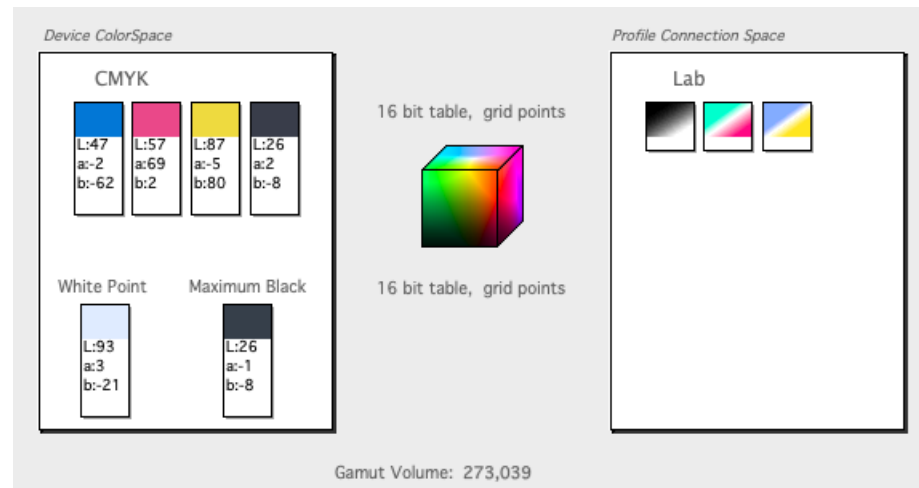 Device ColorSpace
CMYK
L:47
a:-2
b:-62
L:57
a:69
b:2
L:87
a:-5
b:80
L:26
a:2
b:-8
White Point
L:93
a:3
b:-21
Maximum Black
L:26
a:-1
b:-8
16 bit table, grid points
16 bit table, grid points
Profile Connection Space
Lab
Gamut Volume: 273,039